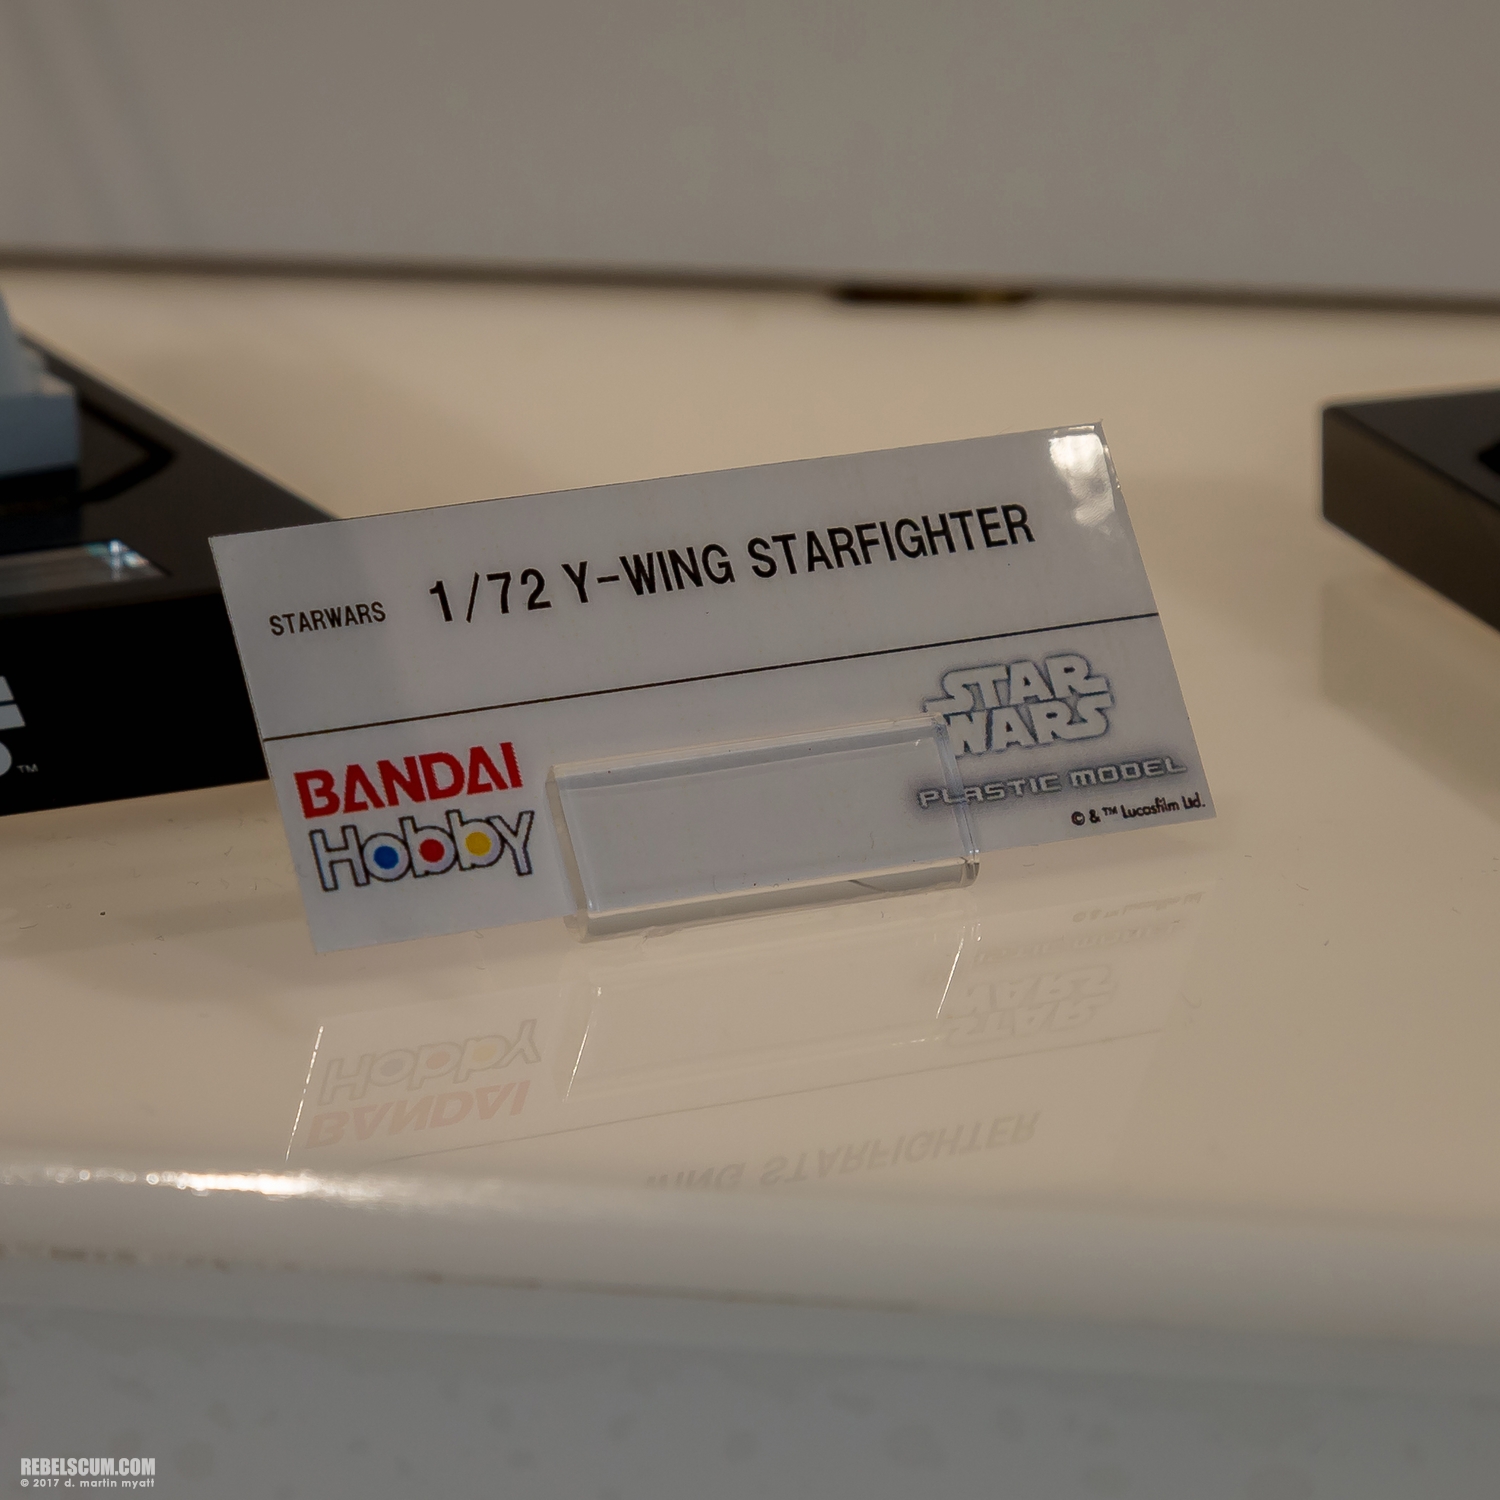 STARWARS 1/72 Y-WING STARFIGHTER
BANDAI
Hobby
STAR
WARS
PLASTIC MODEL
© & ™ Lucasfilm Ltd.
™
REBELSCUM.COM
© 2017 d. martin myatt